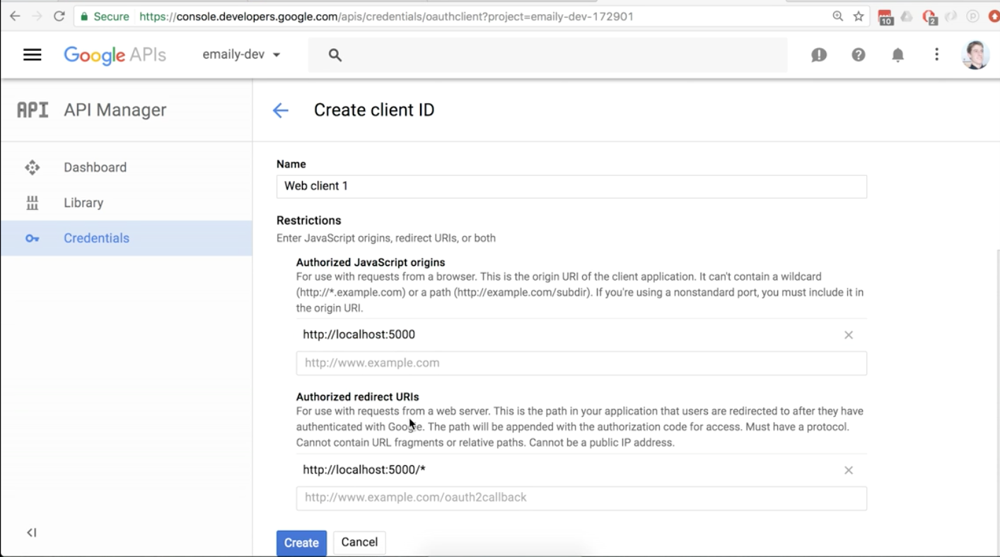 Secure https://console.developers.google.com/apis/credentials/oauthclient?project=emaily-dev-172901
10
2
Google APIs
emaily-dev
API API Manager
Create client ID
Dashboard
Library
Credentials
Name
Web client 1
Restrictions
Enter JavaScript origins, redirect URIs, or both
Authorized JavaScript origins
For use with requests from a browser. This is the origin URI of the client application. It can't contain a wildcard
(http://*.example.com) or a path (http://example.com/subdir). If you're using a nonstandard port, you must include it in
the origin URI.
http://localhost:5000
http://www.example.com
Authorized redirect URIs
For use with requests from a web server. This is the path in your application that users are redirected to after they have
authenticated with Google. The path will be appended with the authorization code for access. Must have a protocol.
Cannot contain URL fragments or relative paths. Cannot be a public IP address.
http://localhost:5000/*
http://www.example.com/oauth2callback
Create
Cancel